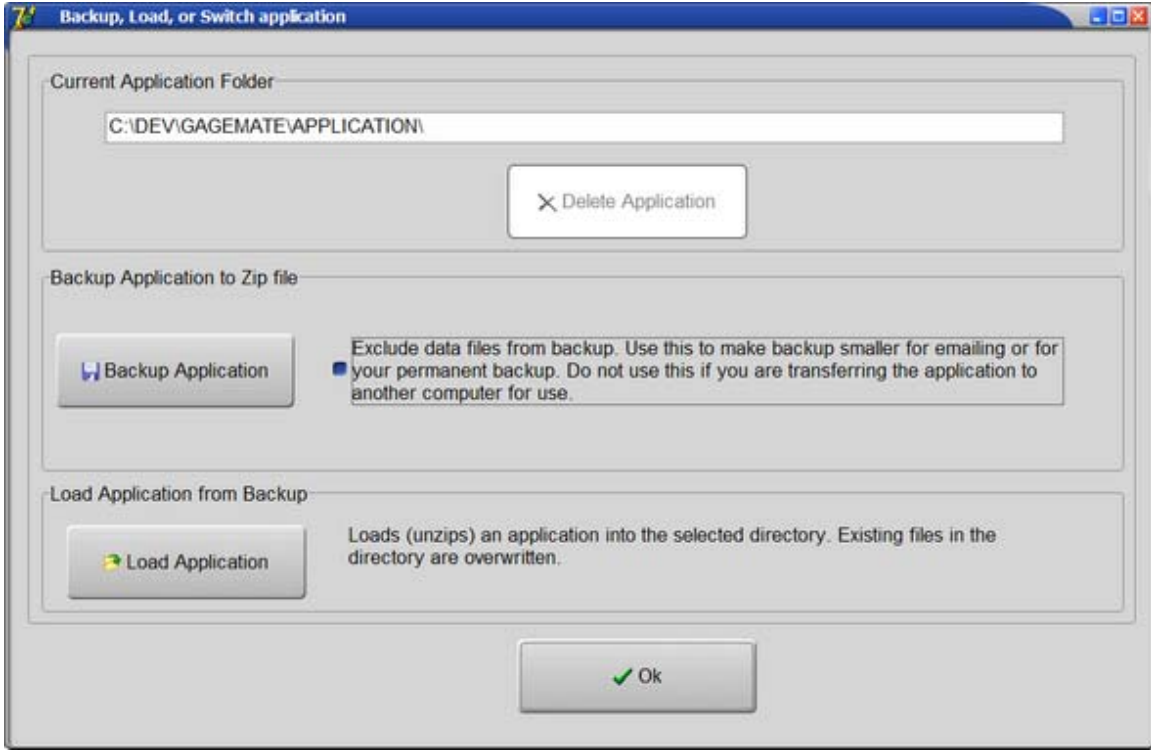 Backup, Load, or Switch application
Current Application Folder
C:\DEV\GAGEMATE\APPLICATION\
Delete Application
Backup Application to Zip file
Backup Application
Exclude data files from backup. Use this to make backup smaller for emailing or for
your permanent backup. Do not use this if you are transferring the application to
another computer for use.
Load Application from Backup
Load Application
Loads (unzips) an application into the selected directory. Existing files in the
directory are overwritten.
Ok